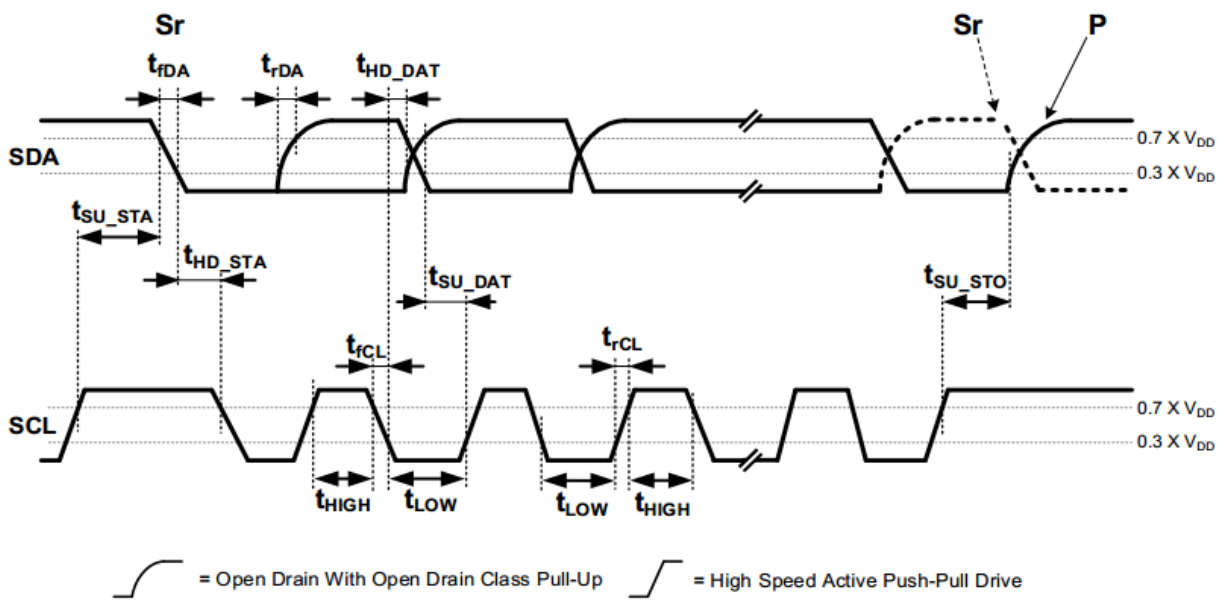 Sr Sr P
tfDA trDA tHD_DAT
0.7 X VDD
SDA
0.3 X VDD
tSU_STA
tHD_STA
tSU_DAT tSU_STO
tfCL trCL
0.7 X VDD
SCL
0.3 X VDD
tHIGH tLOW tLOW tHIGH
= Open Drain With Open Drain Class Pull-Up = High Speed Active Push-Pull Drive